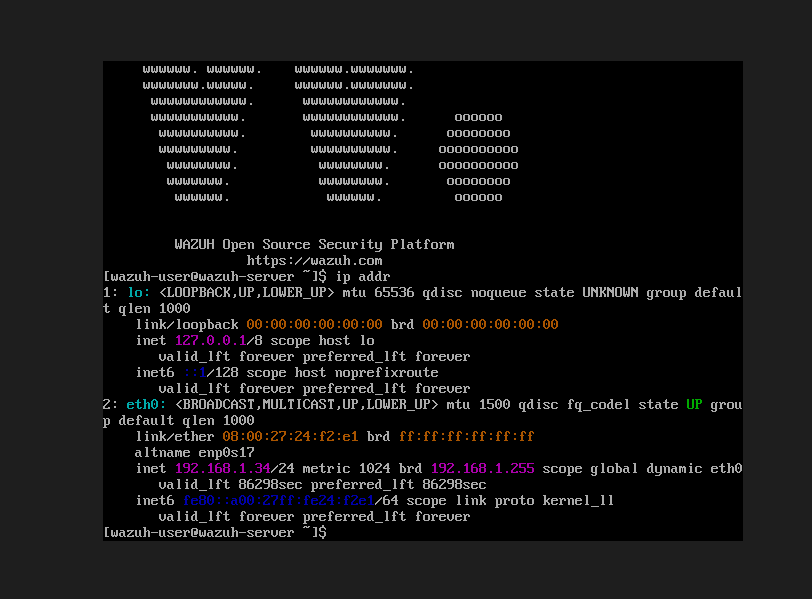 wwwwww. wwwwww.    wwwwww.wwwwwww.
wwwwwww.wwwww.     wwwwww.wwwwwww.
wwwwwwwwwwww.      wwwwwwwwwwww.
wwwwwwwwwww.       wwwwwwwwwwww.      oooooo
wwwwwwwwww.        wwwwwwwwww.      oooooooo
wwwwwwwww.         wwwwwwwwww.     oooooooooo
wwwwwwww.          wwwwwwww.      oooooooooo
wwwwwww.           wwwwwwww.       oooooooo
wwwwww.            wwwwww.         oooooo
WAZUH Open Source Security Platform
https://wazuh.com
[wazuh-user@wazuh-server ~]$ ip addr
1: lo: <LOOPBACK,UP,LOWER_UP> mtu 65536 qdisc noqueue state UNKNOWN group defaul
t qlen 1000
link/loopback 00:00:00:00:00:00 brd 00:00:00:00:00:00
inet 127.0.0.1/8 scope host lo
valid_lft forever preferred_lft forever
inet6 ::1/128 scope host noprefixroute
valid_lft forever preferred_lft forever
2: eth0: <BROADCAST,MULTICAST,UP,LOWER_UP> mtu 1500 qdisc fq_codel state UP grou
p default qlen 1000
link/ether 08:00:27:24:f2:e1 brd ff:ff:ff:ff:ff:ff
altname enp0s17
inet 192.168.1.34/24 metric 1024 brd 192.168.1.255 scope global dynamic eth0
valid_lft 86298sec preferred_lft 86298sec
inet6 fe80::a00:27ff:fe24:f2e1/64 scope link proto kernel_ll
valid_lft forever preferred_lft forever
[wazuh-user@wazuh-server ~]$